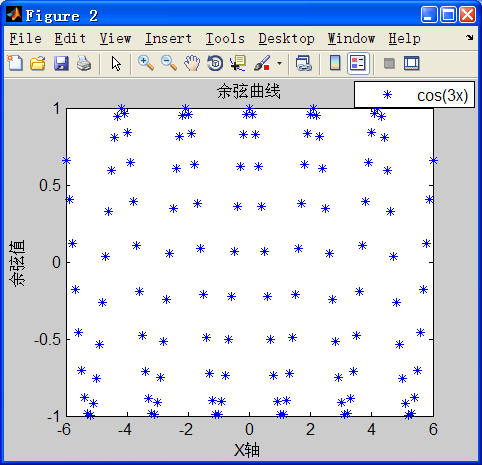 Figure 2
File Edit View Insert Tools Desktop Window Help
余弦曲线
cos(3x)
1
0.5
0
-0.5
-1
余弦值
-6 -4 -2 0 2 4 6
X轴